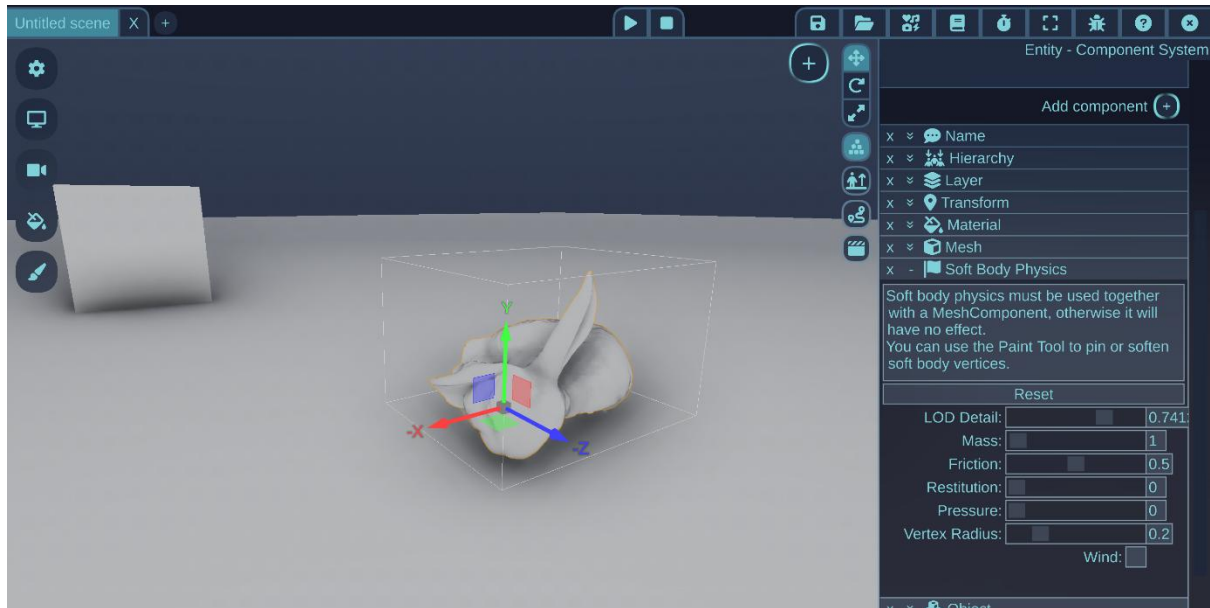 Untitled scene X +
Entity - Component System
Add component +
x Name
x Hierarchy
x Layer
x Transform
x Material
x Mesh
x - Soft Body Physics
Soft body physics must be used together
with a MeshComponent, otherwise it will
have no effect.
You can use the Paint Tool to pin or soften
soft body vertices.
Reset
LOD Detail: 0.741
Mass: 1
Friction: 0.5
Restitution: 0
Pressure: 0
Vertex Radius: 0.2
Wind:
x Object
Y
-X
-Z